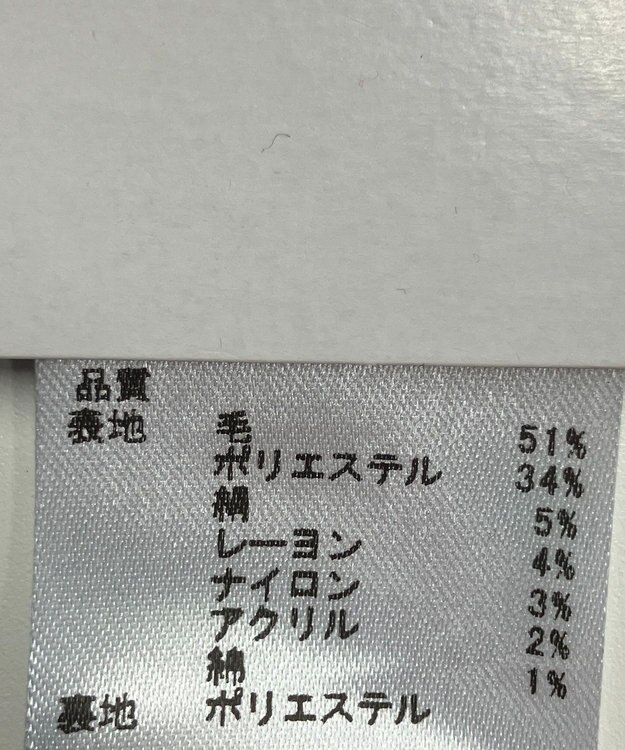 品質
表地 毛 51%
ポリエステル 34%
絹 5%
レーヨン 4%
ナイロン 3%
アクリル 2%
綿 1%
裏地 ポリエステル